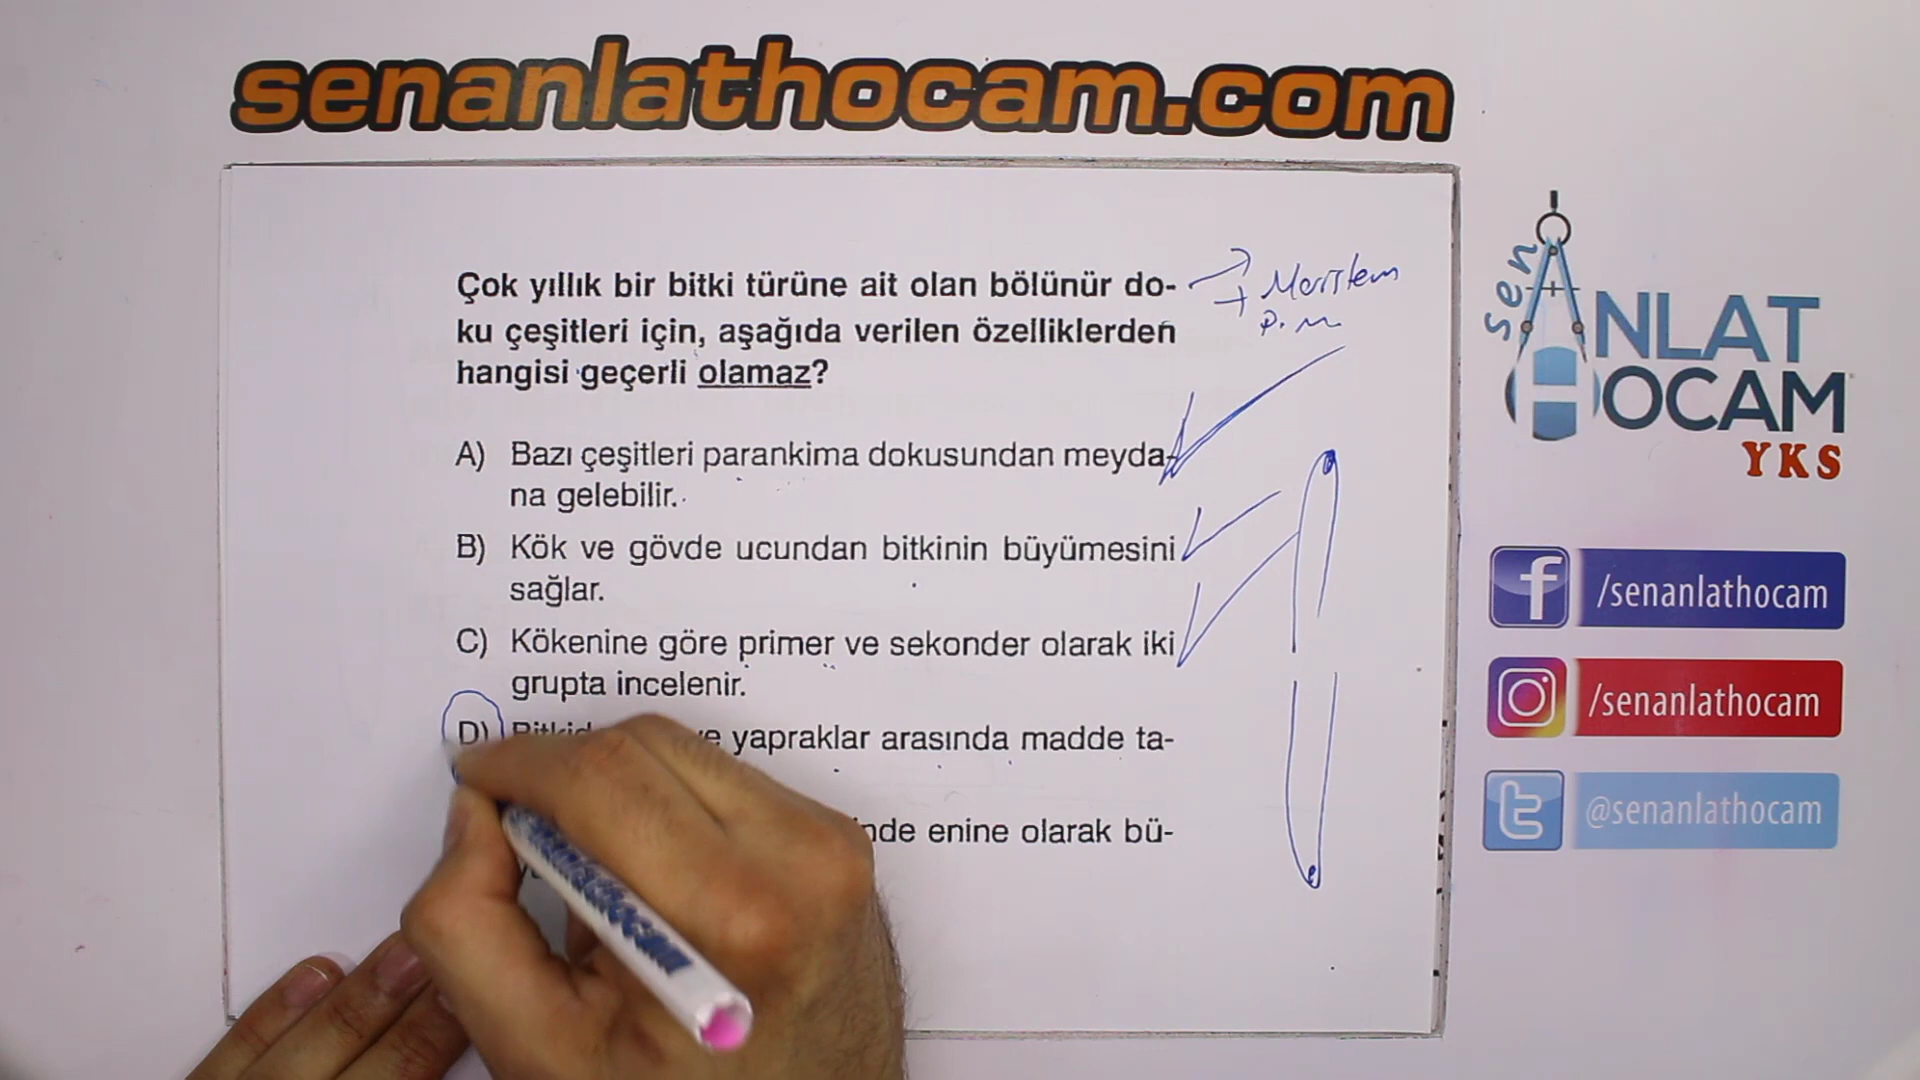 senanlathocam.com
Çok yıllık bir bitki türüne ait olan bölünür do-
ku çeşitleri için, aşağıda verilen özelliklerden
hangisi geçerli olamaz?
Meristem
p.m
A) Bazı çeşitleri parankima dokusundan meyda-
na gelebilir.
B) Kök ve gövde ucundan bitkinin büyümesini
sağlar.
C) Kökenine göre primer ve sekonder olarak iki
grupta incelenir.
D) yapraklar arasında madde ta-
enine olarak bü-
sen
ANLAT
HOCAM
YKS
/senanlathocam
/senanlathocam
@senanlathocam